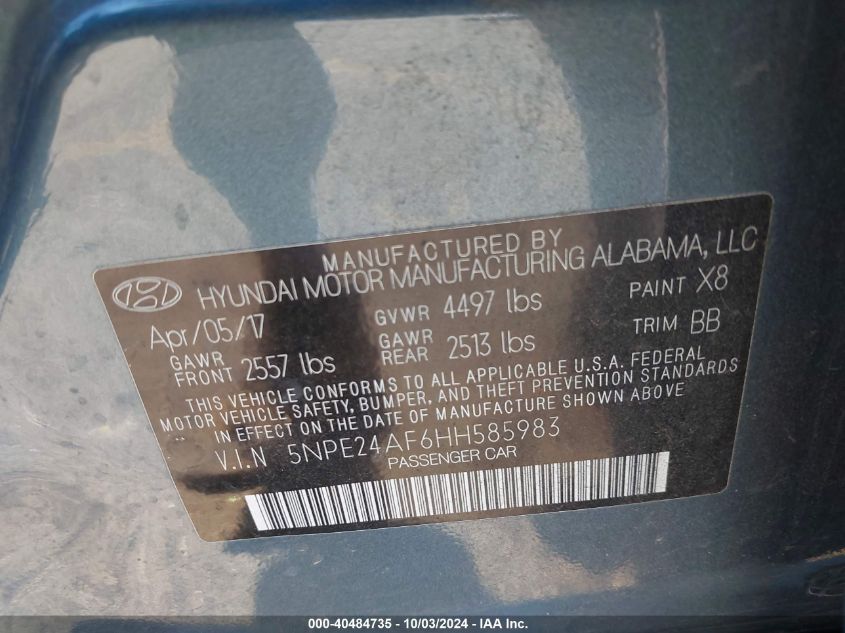 MANUFACTURED BY
HYUNDAI MOTOR MANUFACTURING ALABAMA, LLC
Apr/05/17 GVWR 4497 lbs PAINT X8
GAWR FRONT 2557 lbs GAWR REAR 2513 lbs TRIM BB
THIS VEHICLE CONFORMS TO ALL APPLICABLE U.S.A. FEDERAL
MOTOR VEHICLE SAFETY, BUMPER, AND THEFT PREVENTION STANDARDS
IN EFFECT ON THE DATE OF MANUFACTURE SHOWN ABOVE
V.I.N 5NPE24AF6HH585983
PASSENGER CAR
000-40484735 - 10/03/2024 - IAA Inc.